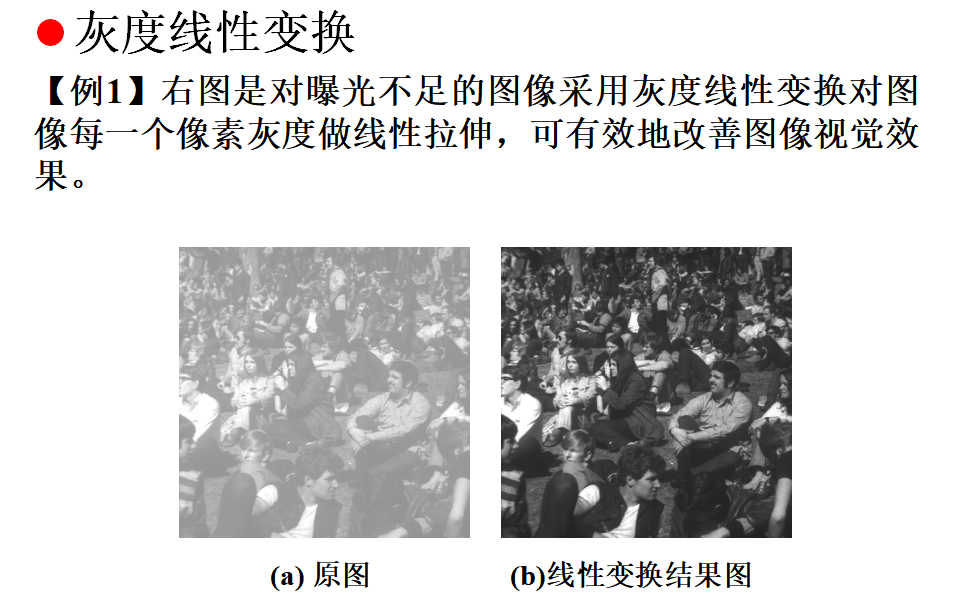 灰度线性变换
【例1】右图是对曝光不足的图像采用灰度线性变换对图
像每一个像素灰度做线性拉伸，可有效地改善图像视觉效
果。
(a) 原图
(b)线性变换结果图